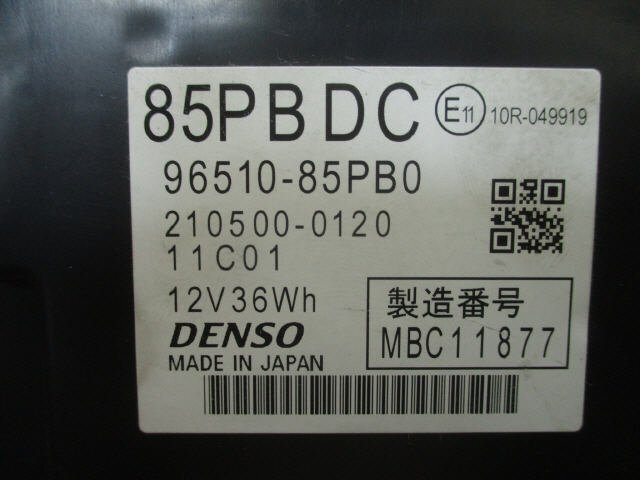 85PBDC E11 10R-049919
96510-85PB0
210500-0120
11C01
12V36Wh
DENSO
MADE IN JAPAN
製造番号
MBC11877